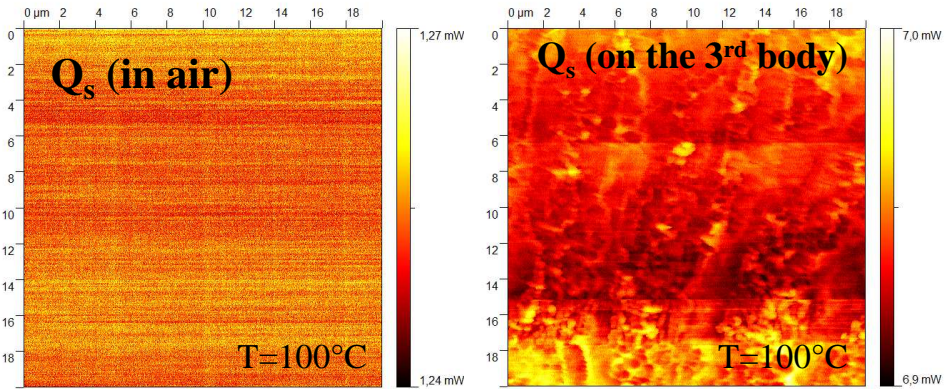 0 µm 2 4 6 8 10 12 14 16 18
0
2
4
6
8
10
12
14
16
18
Qs (in air)
T=100°C
1,27 mW
1,24 mW
0 µm 2 4 6 8 10 12 14 16 18
0
2
4
6
8
10
12
14
16
18
Qs (on the 3rd body)
T=100°C
7,0 mW
6,9 mW